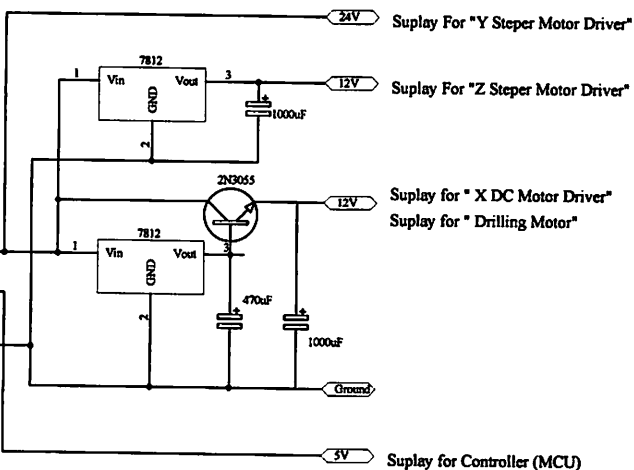 24V Suplay For "Y Steper Motor Driver"
7812
1 Vin Vout 3
GND
2
1000uF
12V Suplay For "Z Steper Motor Driver"
2N3055
12V Suplay for " X DC Motor Driver"
Suplay for " Drilling Motor"
7812
1 Vin Vout 3
GND
2
470uF
1000uF
Ground
5V Suplay for Controller (MCU)